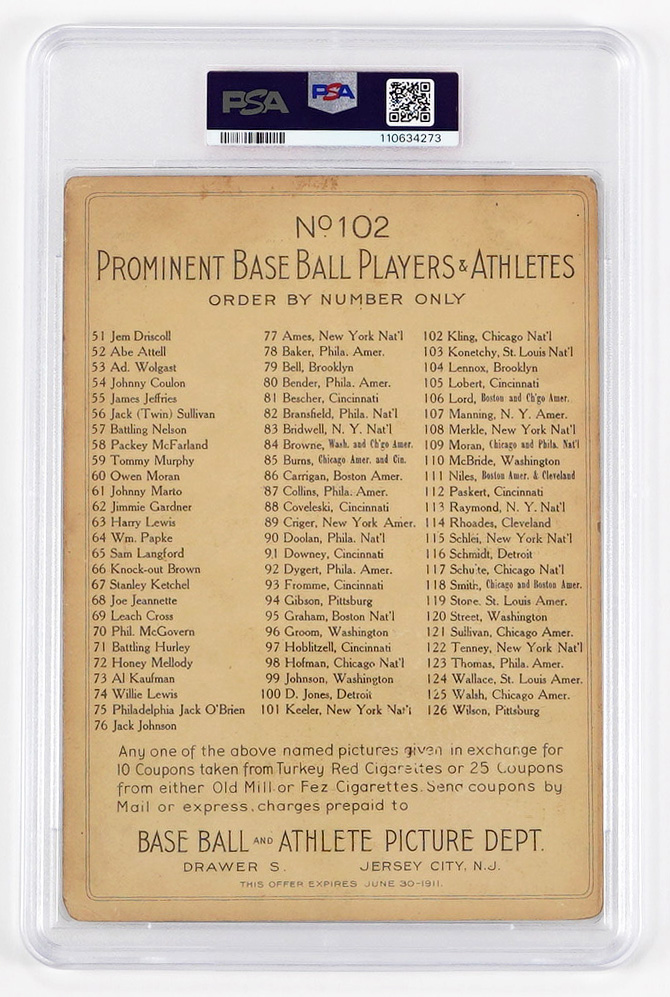 PSA
PSA
110634273
No 102
PROMINENT BASE BALL PLAYERS & ATHLETES
ORDER BY NUMBER ONLY
51 Jem Driscoll
52 Abe Attell
53 Ad. Wolgast
54 Johnny Coulon
55 James Jeffries
56 Jack (Twin) Sullivan
57 Battling Nelson
58 Packey McFarland
59 Tommy Murphy
60 Owen Moran
61 Johnny Marto
62 Jimmie Gardner
63 Harry Lewis
64 Wm. Papke
65 Sam Langford
66 Knock-out Brown
67 Stanley Ketchel
68 Joe Jeannette
69 Leach Cross
70 Phil. McGovern
71 Battling Hurley
72 Honey Mellody
73 Al Kaufman
74 Willie Lewis
75 Philadelphia Jack O'Brien
76 Jack Johnson
77 Ames, New York Nat'l
78 Baker, Phila. Amer.
79 Bell, Brooklyn
80 Bender, Phila. Amer.
81 Bescher, Cincinnati
82 Bransfield, Phila. Nat'l
83 Bridwell, N. Y. Nat'l
84 Browne, Wash. and Ch'go Amer.
85 Burns, Chicago Amer. and Cin.
86 Carrigan, Boston Amer.
87 Collins, Phila. Amer.
88 Coveleski, Cincinnati
89 Criger, New York Amer.
90 Doolan, Phila. Nat'l
91 Downey, Cincinnati
92 Dygert, Phila. Amer.
93 Fromme, Cincinnati
94 Gibson, Pittsburg
95 Graham, Boston Nat'l
96 Groom, Washington
97 Hoblitzell, Cincinnati
98 Hofman, Chicago Nat'l
99 Johnson, Washington
100 D. Jones, Detroit
101 Keeler, New York Nat'l
102 Kling, Chicago Nat'l
103 Konetchy, St. Louis Nat'l
104 Lennox, Brooklyn
105 Lobert, Cincinnati
106 Lord, Boston and Ch'go Amer.
107 Manning, N. Y. Amer.
108 Merkle, New York Nat'l
109 Moran, Chicago and Phila. Nat'l
110 McBride, Washington
111 Niles, Boston Amer. & Cleveland
112 Paskert, Cincinnati
113 Raymond, N. Y. Nat'l
114 Rhoades, Cleveland
115 Schlei, New York Nat'l
116 Schmidt, Detroit
117 Schulte, Chicago Nat'l
118 Smith, Chicago and Boston Amer.
119 Stone, St. Louis Amer.
120 Street, Washington
121 Sullivan, Chicago Amer.
122 Tenney, New York Nat'l
123 Thomas, Phila. Amer.
124 Wallace, St. Louis Amer.
125 Walsh, Chicago Amer.
126 Wilson, Pittsburg
Any one of the above named pictures given in exchange for
10 Coupons taken from Turkey Red Cigarettes or 25 Coupons
from either Old Mill or Fez Cigarettes. Send coupons by
Mail or express, charges prepaid to
BASE BALL AND ATHLETE PICTURE DEPT.
DRAWER S. JERSEY CITY, N.J.
THIS OFFER EXPIRES JUNE 30-1911.